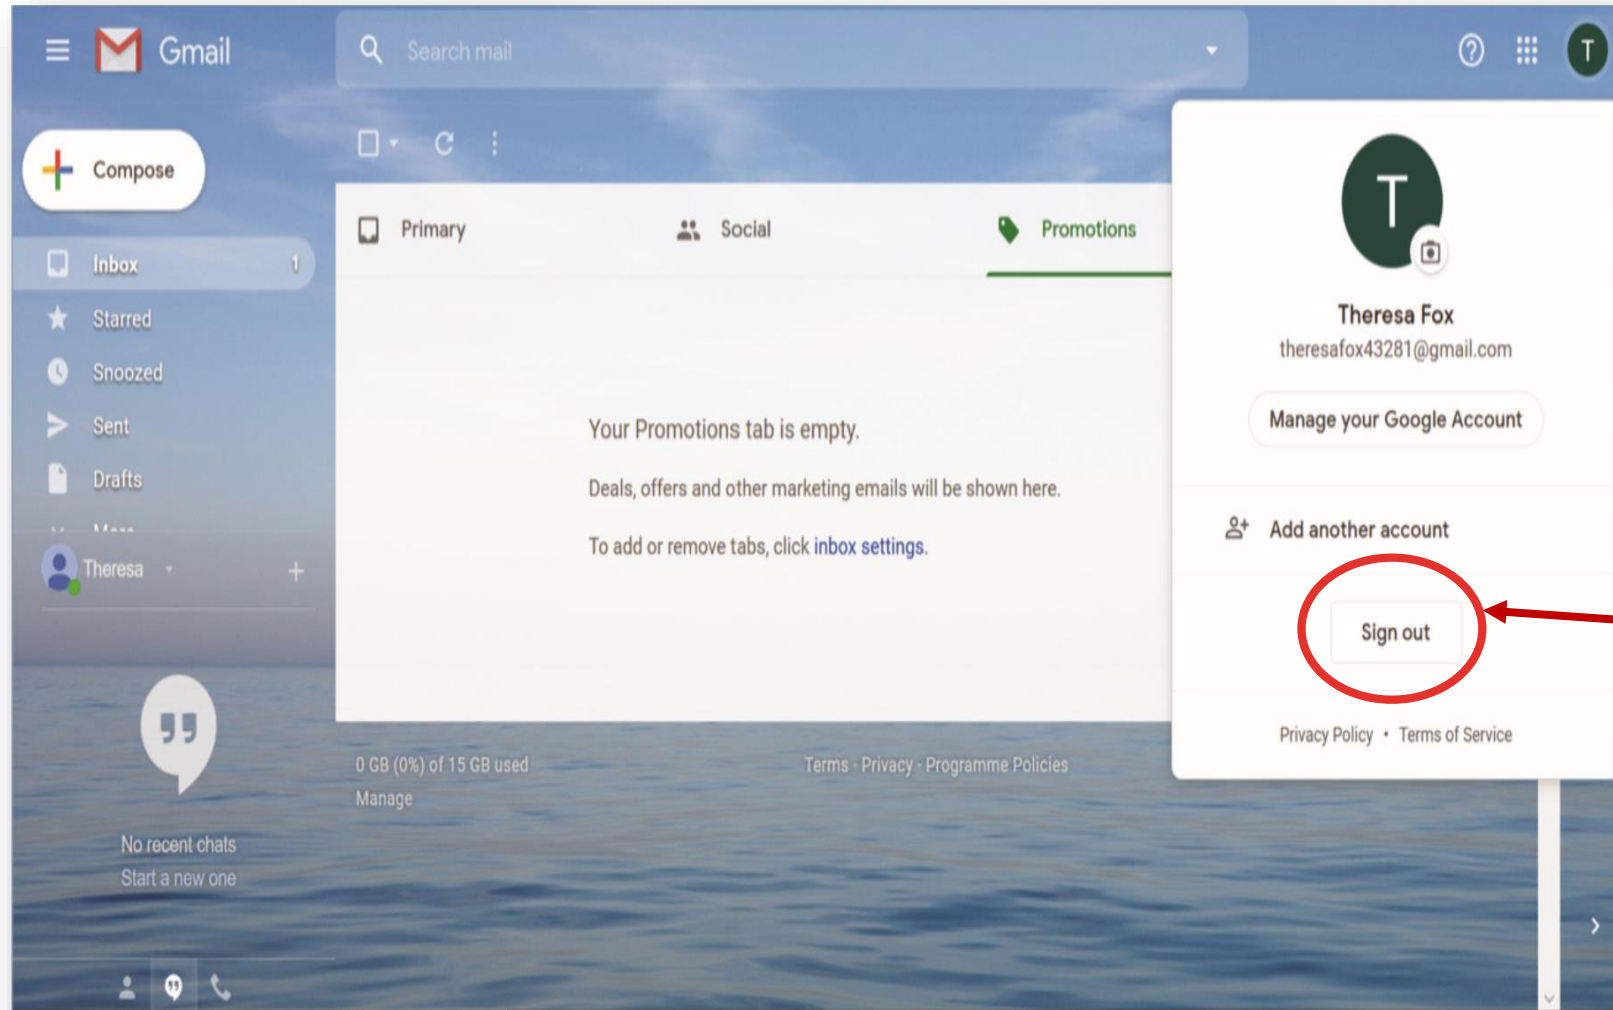 Gmail
Search mail
T
Compose
Inbox 1
Starred
Snoozed
Sent
Drafts
Theresa
No recent chats
Start a new one
Primary
Social
Promotions
Your Promotions tab is empty.
Deals, offers and other marketing emails will be shown here.
To add or remove tabs, click inbox settings.
0 GB (0%) of 15 GB used
Manage
Terms · Privacy · Programme Policies
T
Theresa Fox
theresafox43281@gmail.com
Manage your Google Account
Add another account
Sign out
Privacy Policy • Terms of Service